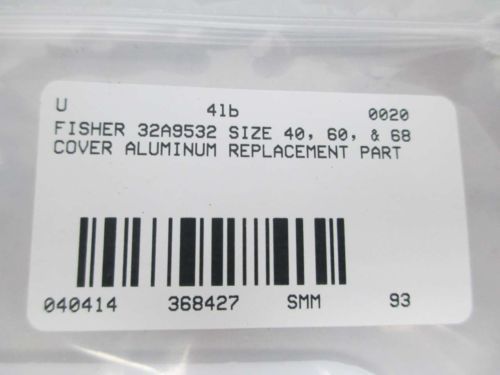 U 41b 0020
FISHER 32A9532 SIZE 40, 60, & 68
COVER ALUMINUM REPLACEMENT PART
040414 368427 SMM 93